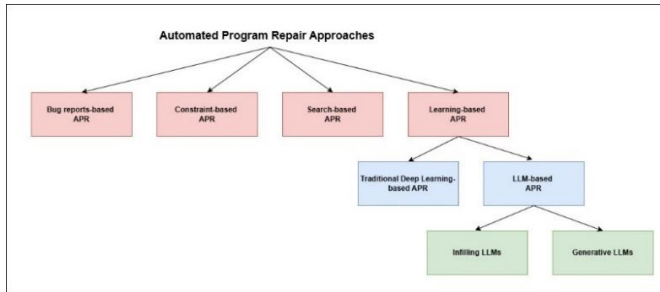 Automated Program Repair Approaches
Bug reports-based
APR
Constraint-based
APR
Search-based
APR
Learning-based
APR
Traditional Deep Learning-
based APR
LLM-based
APR
Infilling LLMs
Generative LLMs